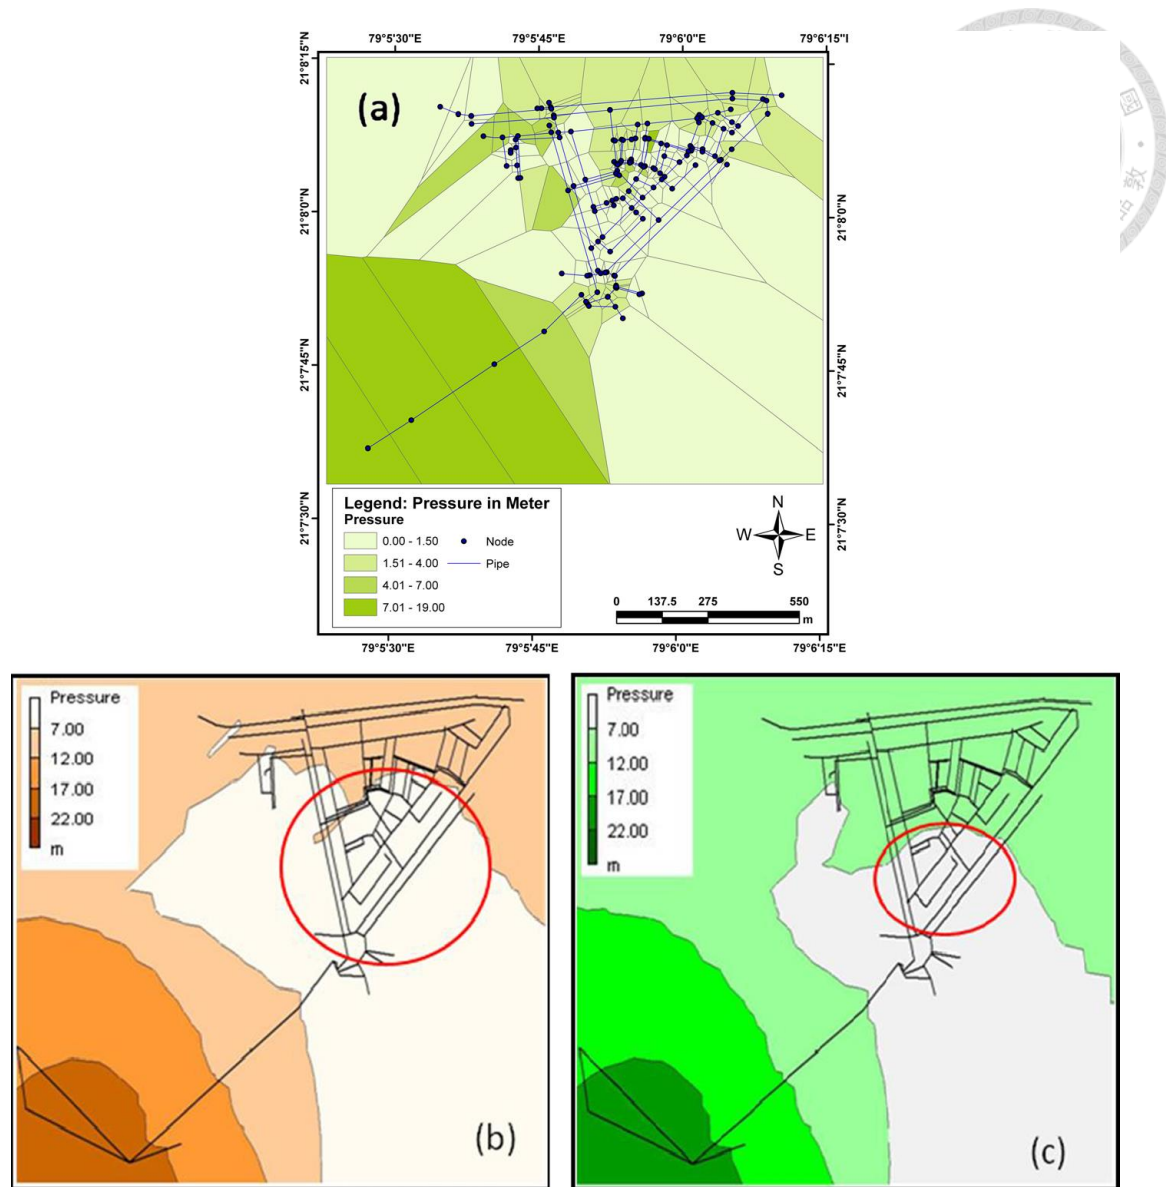 79°5'30"E 79°5'45"E 79°6'0"E 79°6'15"I
21°8'15"N
(a)
21°8'0"N 21°8'0"N
21°7'45"N 21°7'45"N
Legend: Pressure in Meter
Pressure
0.00 - 1.50 Node
1.51 - 4.00 Pipe
4.01 - 7.00
7.01 - 19.00
N
W E
S
0 137.5 275 550
m
21°7'30"N 21°7'30"N
79°5'30"E 79°5'45"E 79°6'0"E 79°6'15"E
Pressure
7.00
12.00
17.00
22.00
m
(b)
Pressure
7.00
12.00
17.00
22.00
m
(c)
國
敦
品